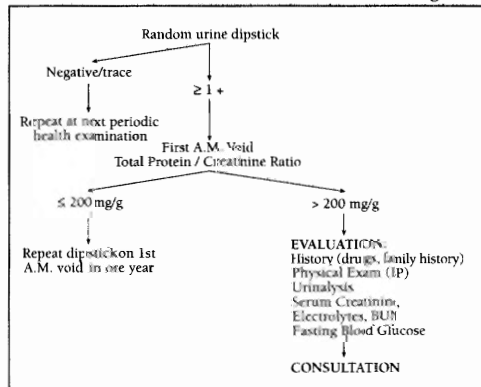 Random urine dipstick
Negative/trace
≥ 1 +
Repeat at next periodic
health examination
First A.M. Void
Total Protein / Creatinine Ratio
≤ 200 mg/g
> 200 mg/g
Repeat dipstickon 1st
A.M. void in one year
EVALUATION:
History (drugs, family history)
Physical Exam (BP)
Urinalysis
Serum Creatinine,
Electrolytes, BUN
Fasting Blood Glucose
CONSULTATION